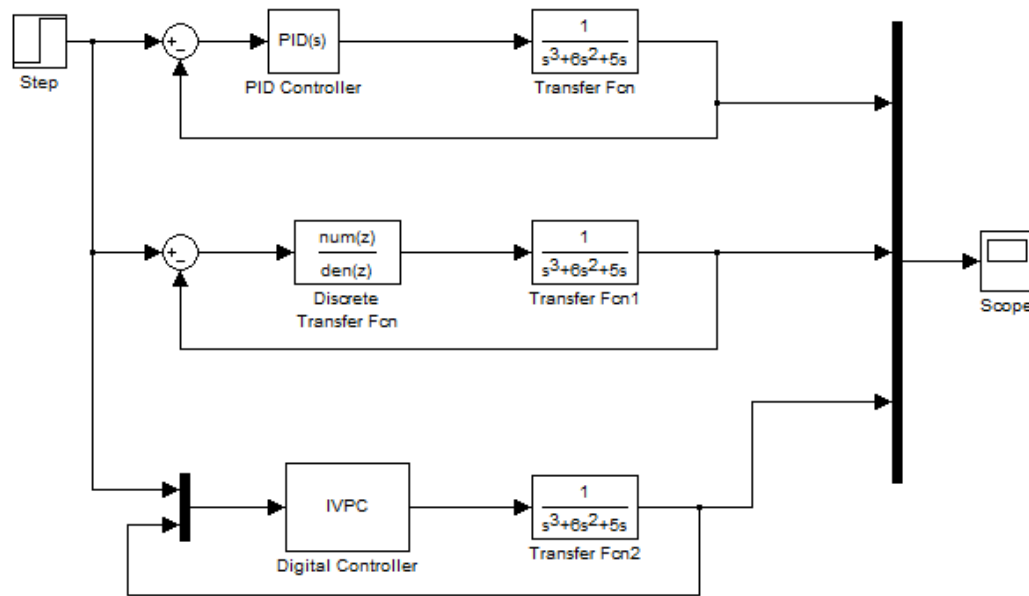 Step
PID(s)
PID Controller
1
s³+6s²+5s
Transfer Fcn
num(z)
den(z)
Discrete
Transfer Fcn
1
s³+6s²+5s
Transfer Fcn1
Scope
IVPC
Digital Controller
1
s³+6s²+5s
Transfer Fcn2